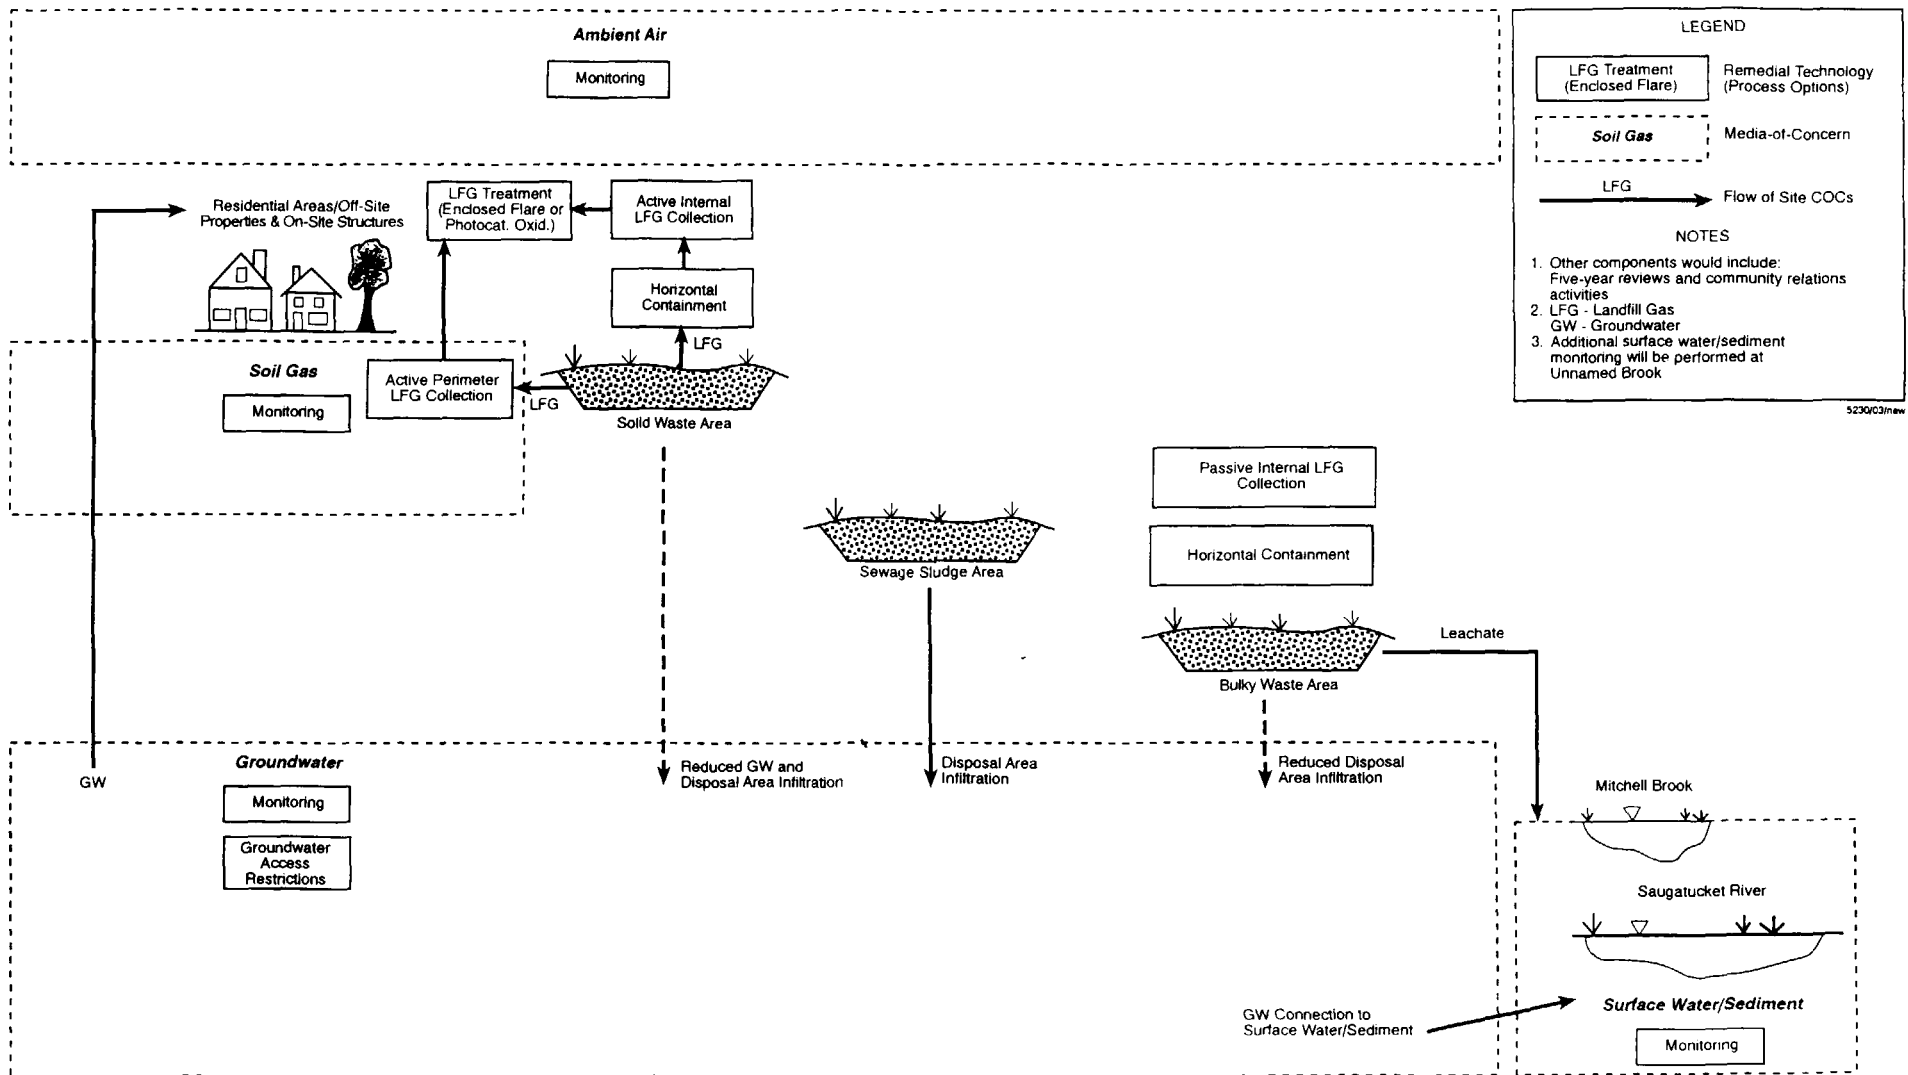 Ambient Air
Monitoring
LEGEND
LFG Treatment
(Enclosed Flare)
Remedial Technology
(Process Options)
Soil Gas
Media-of-Concern
LFG
Flow of Site COCs
NOTES
1. Other components would include:
Five-year reviews and community relations
activities
2. LFG - Landfill Gas
GW - Groundwater
3. Additional surface water/sediment
monitoring will be performed at
Unnamed Brook
5230/03/new
Residential Areas/Off-Site
Properties & On-Site Structures
LFG Treatment
(Enclosed Flare or
Photocat. Oxid.)
Active Internal
LFG Collection
Horizontal
Containment
LFG
Soil Gas
Monitoring
Active Perimeter
LFG Collection
LFG
Solid Waste Area
Passive Internal LFG
Collection
Horizontal Containment
Sewage Sludge Area
Bulky Waste Area
Leachate
GW
Groundwater
Monitoring
Groundwater
Access
Restrictions
Reduced GW and
Disposal Area Infiltration
Disposal Area
Infiltration
Reduced Disposal
Area Infiltration
Mitchell Brook
Saugatucket River
GW Connection to
Surface Water/Sediment
Surface Water/Sediment
Monitoring